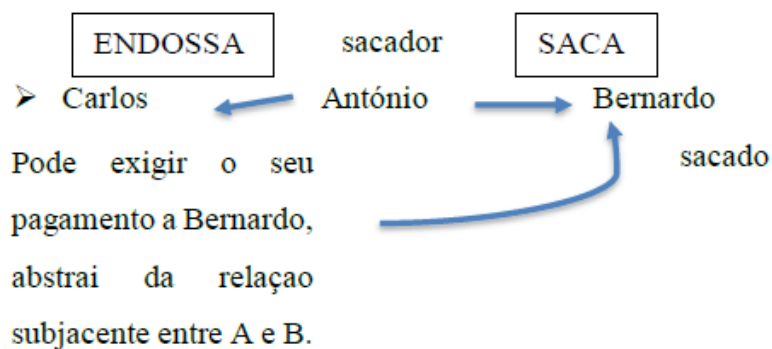 ENDOSSA sacador SACA
➢ Carlos António Bernardo
Pode exigir o seu
sacado
pagamento a Bernardo,
abstrai da relaçao
subjacente entre A e B.